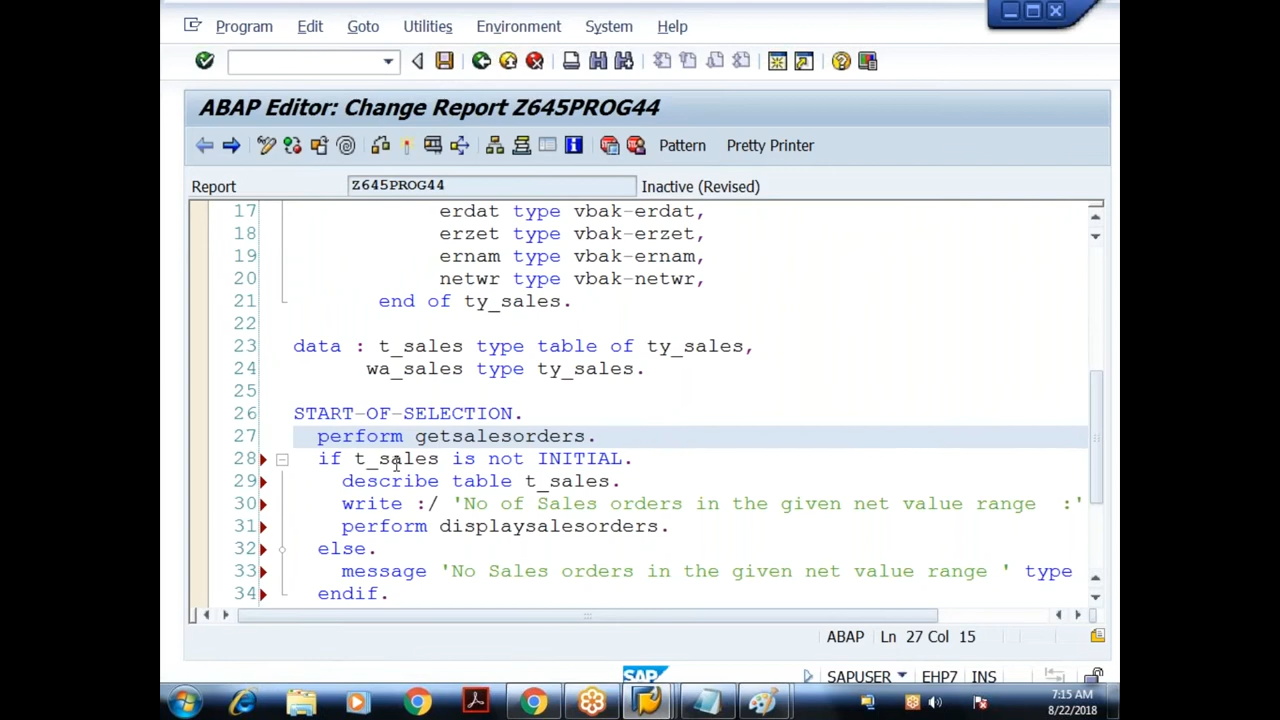 Program Edit Goto Utilities Environment System Help
ABAP Editor: Change Report Z645PROG44
Pattern Pretty Printer
Report Z645PROG44 Inactive (Revised)
17 erdat type vbak-erdat,
18 erzet type vbak-erzet,
19 ernam type vbak-ernam,
20 netwr type vbak-netwr,
21 end of ty_sales.
22
23 data : t_sales type table of ty_sales,
24 wa_sales type ty_sales.
25
26 START-OF-SELECTION.
27 perform getsalesorders.
28 if t_sales is not INITIAL.
29 describe table t_sales.
30 write :/ 'No of Sales orders in the given net value range :'
31 perform displaysalesorders.
32 else.
33 message 'No Sales orders in the given net value range ' type
34 endif.
ABAP Ln 27 Col 15
SAP
SAPUSER EHP7 INS
7:15 AM
8/22/2018